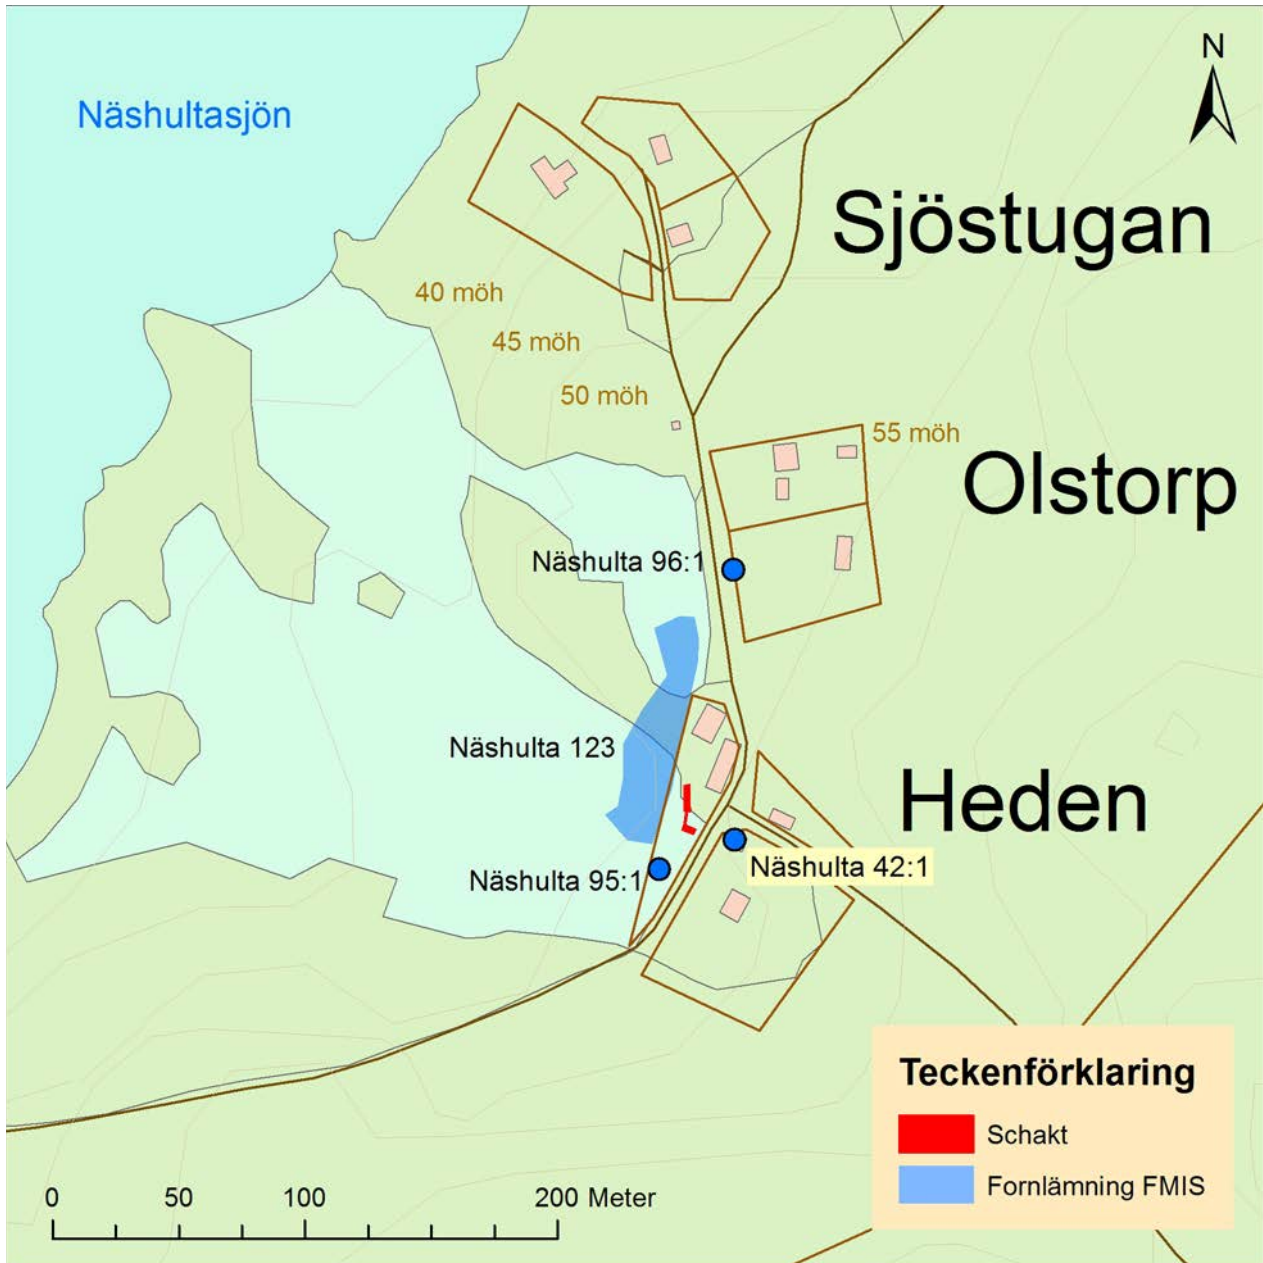 N
Näshultasjön
Sjöstugan
40 möh
45 möh
50 möh
55 möh
Olstorp
Näshulta 96:1
Näshulta 123
Heden
Näshulta 42:1
Näshulta 95:1
Teckenförklaring
Schakt
Fornlämning FMIS
0 50 100 200 Meter